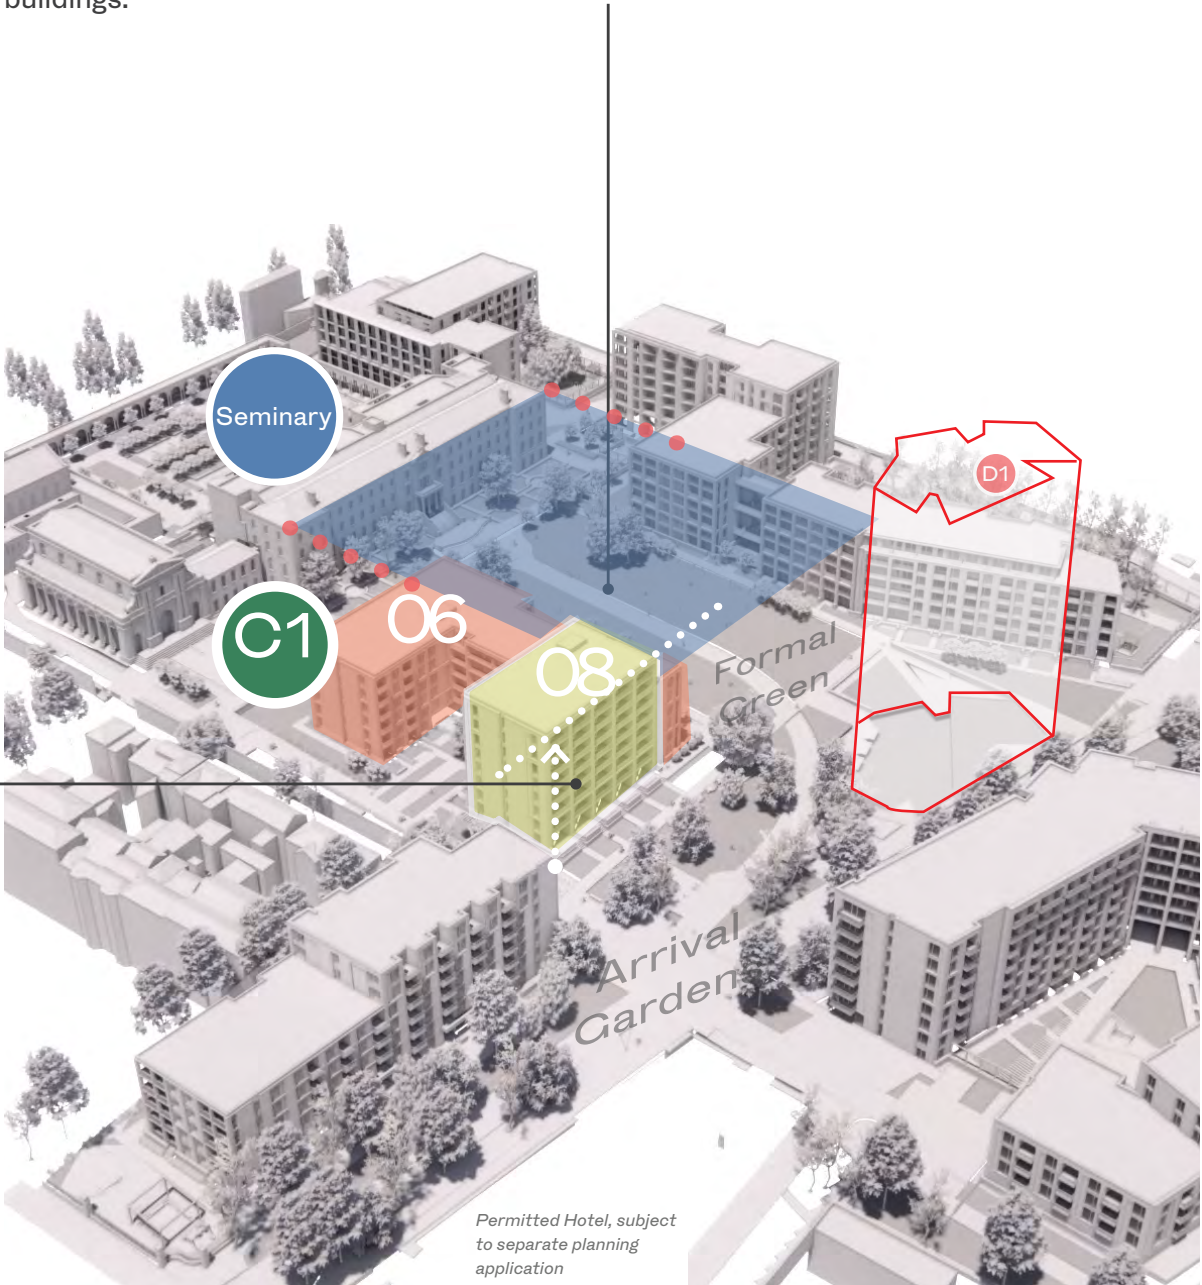 buildings.
Seminary
D1
C1
06
08
Formal
Green
Arrival
Garden
Permitted Hotel, subject
to separate planning
application